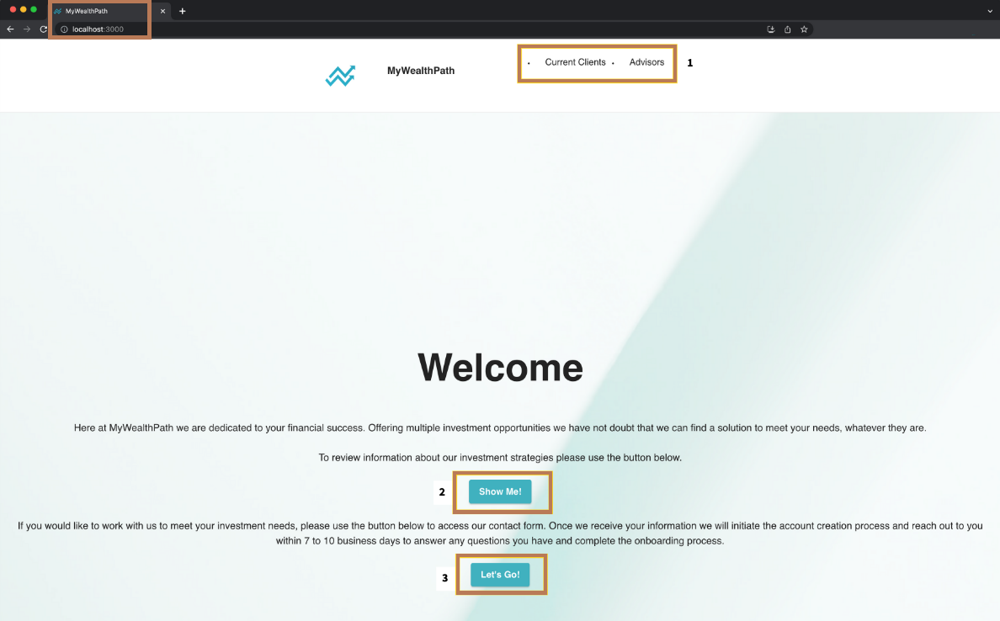 MyWealthPath
localhost:3000
MyWealthPath
• Current Clients • Advisors 1
Welcome
Here at MyWealthPath we are dedicated to your financial success. Offering multiple investment opportunities we have not doubt that we can find a solution to meet your needs, whatever they are.
To review information about our investment strategies please use the button below.
2 Show Me!
If you would like to work with us to meet your investment needs, please use the button below to access our contact form. Once we receive your information we will initiate the account creation process and reach out to you
within 7 to 10 business days to answer any questions you have and complete the onboarding process.
3 Let's Go!